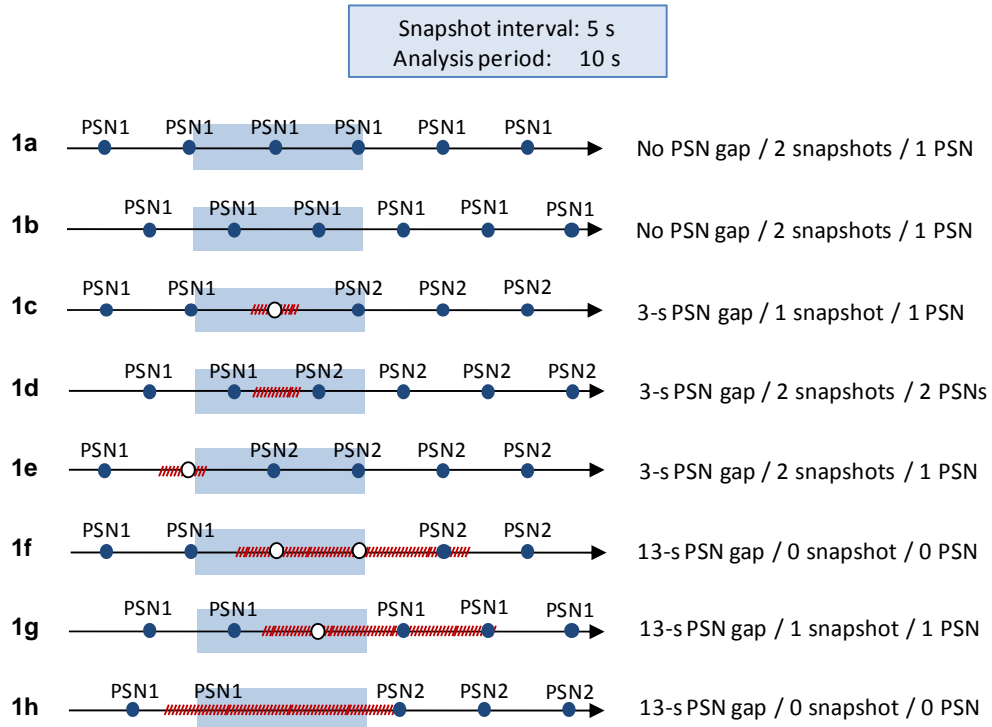 Snapshot interval: 5 s
Analysis period: 10 s
PSN1 PSN1 PSN1 PSN1 PSN1 PSN1
1a No PSN gap / 2 snapshots / 1 PSN
PSN1 PSN1 PSN1 PSN1 PSN1 PSN1
1b No PSN gap / 2 snapshots / 1 PSN
PSN1 PSN1 PSN2 PSN2 PSN2
1c 3-s PSN gap / 1 snapshot / 1 PSN
PSN1 PSN1 PSN2 PSN2 PSN2 PSN2
1d 3-s PSN gap / 2 snapshots / 2 PSNs
PSN1 PSN2 PSN2 PSN2 PSN2
1e 3-s PSN gap / 2 snapshots / 1 PSN
PSN1 PSN1 PSN2 PSN2
1f 13-s PSN gap / 0 snapshot / 0 PSN
PSN1 PSN1 PSN1 PSN1 PSN1
1g 13-s PSN gap / 1 snapshot / 1 PSN
PSN1 PSN1 PSN2 PSN2 PSN2
1h 13-s PSN gap / 0 snapshot / 0 PSN